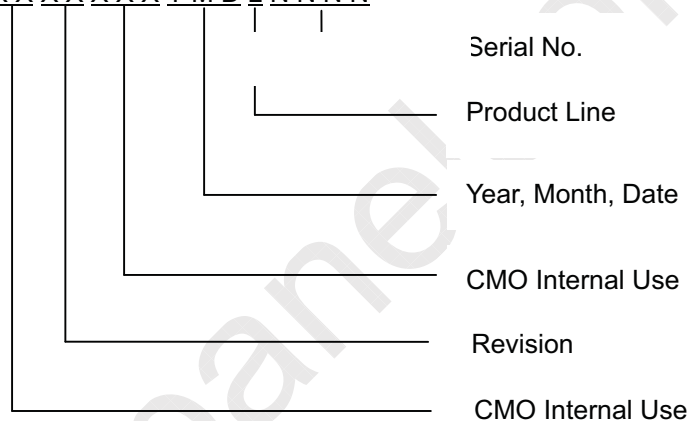 Serial No.
Product Line
Year, Month, Date
CMO Internal Use
Revision
CMO Internal Use